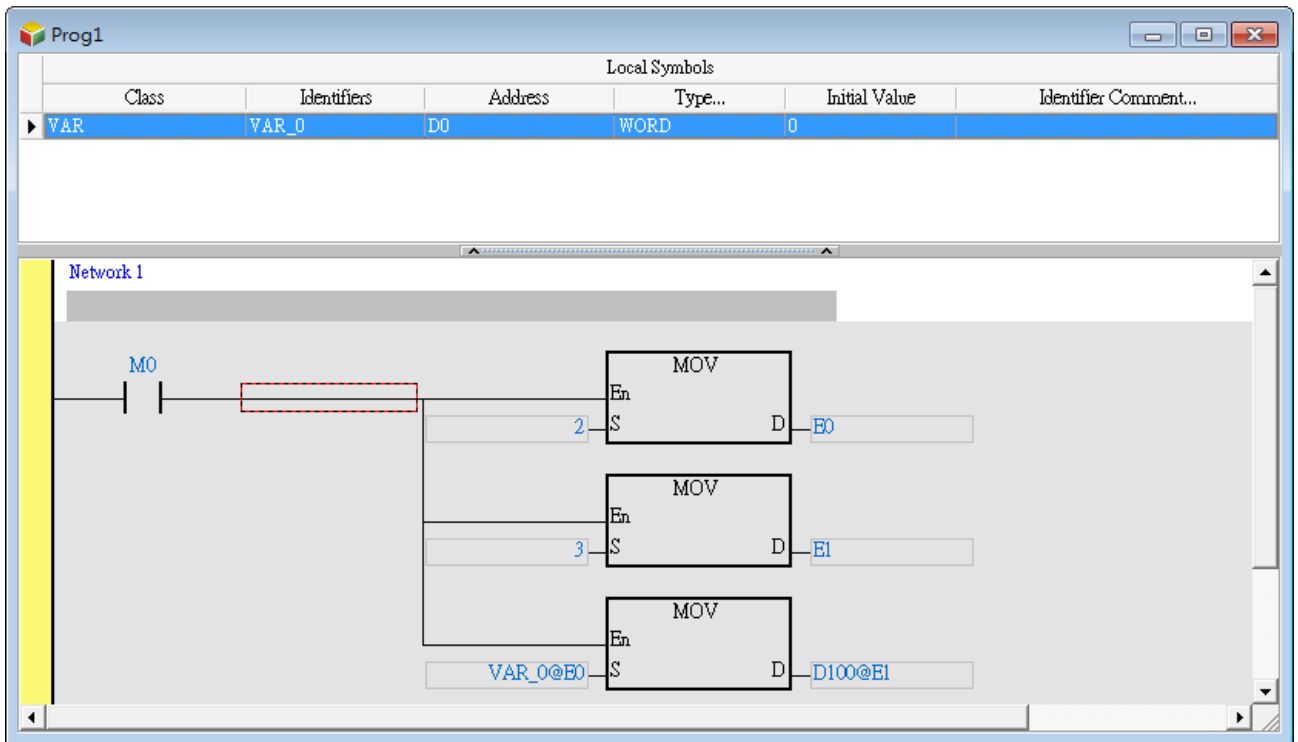 Prog1
Local Symbols
Class Identifiers Address Type... Initial Value Identifier Comment...
VAR VAR_0 D0 WORD 0
Network 1
M0
MOV
En
2 S D E0
MOV
En
3 S D E1
MOV
En
VAR_0@E0 S D D100@E1